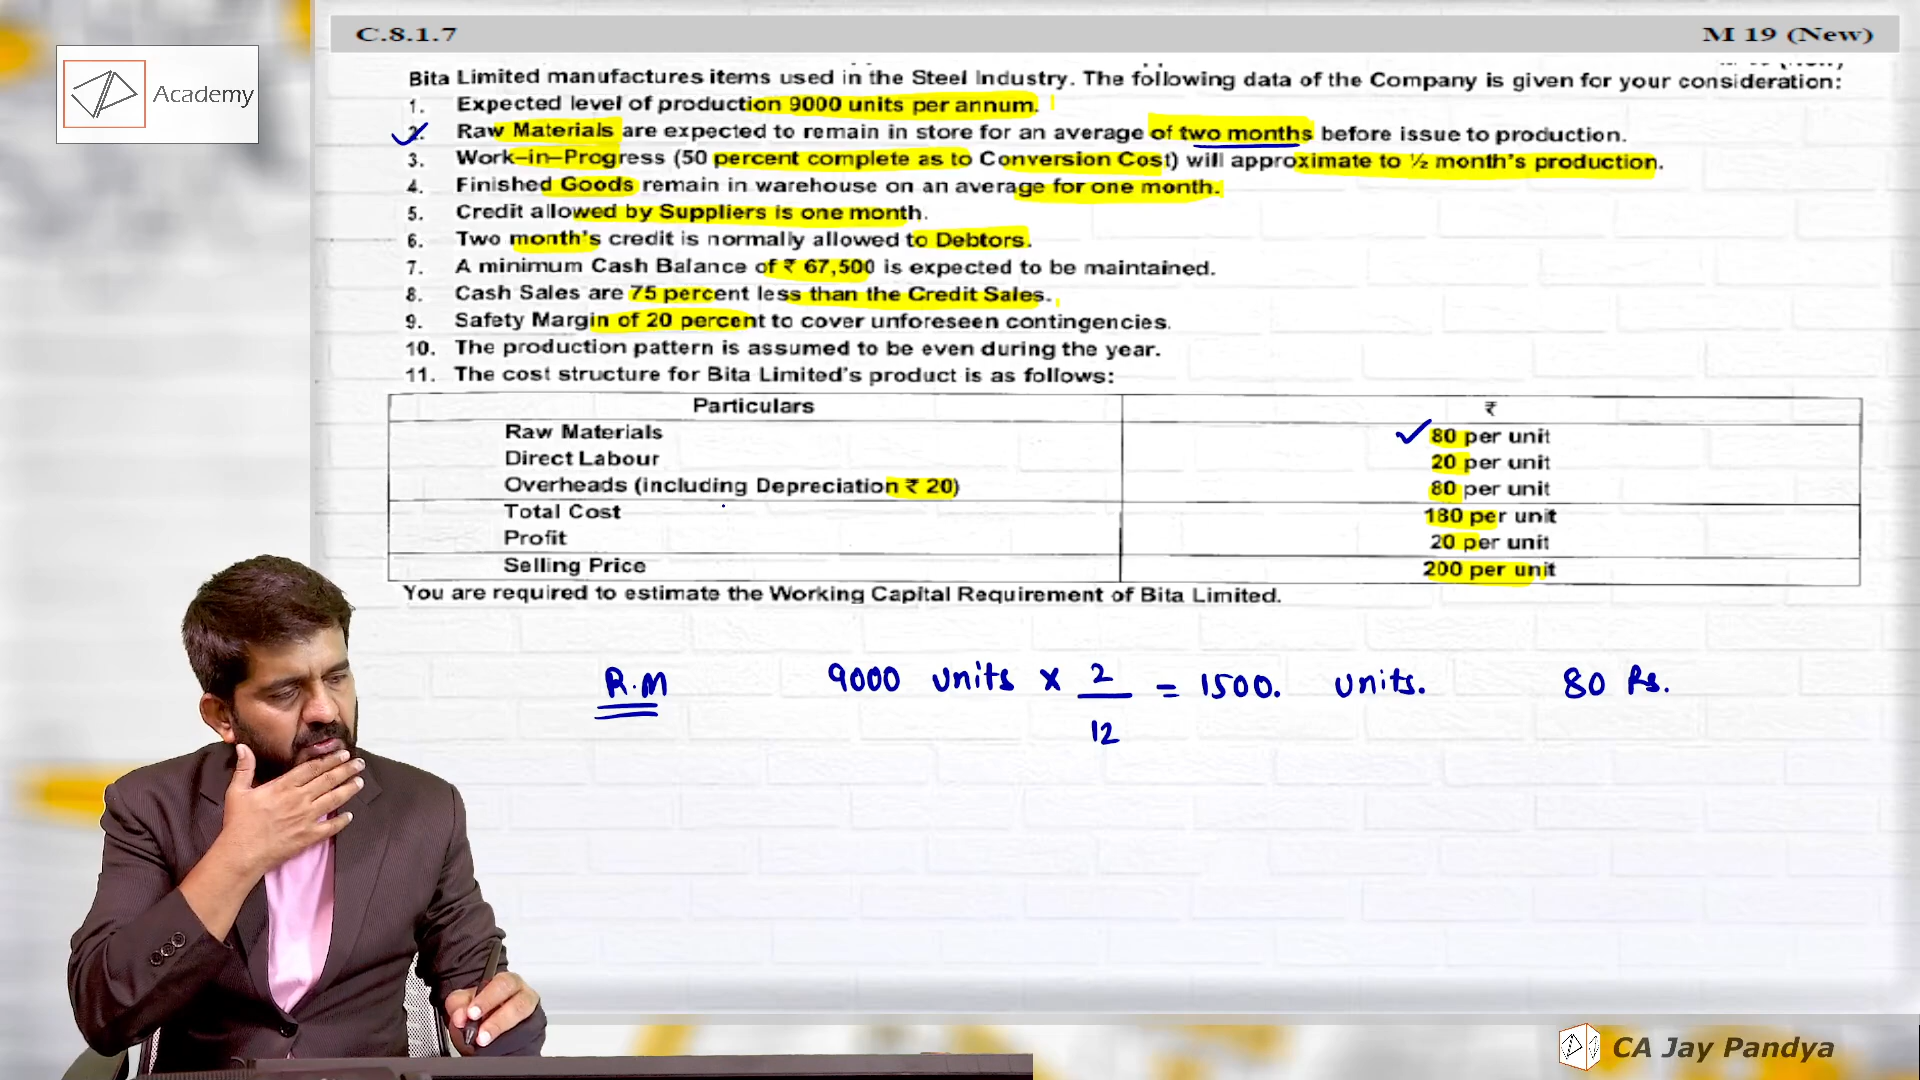 C.8.1.7 M 19 (New)
Academy
Bita Limited manufactures items used in the Steel Industry. The following data of the Company is given for your consideration:
1. Expected level of production 9000 units per annum.
2. Raw Materials are expected to remain in store for an average of two months before issue to production.
3. Work–in–Progress (50 percent complete as to Conversion Cost) will approximate to ½ month's production.
4. Finished Goods remain in warehouse on an average for one month.
5. Credit allowed by Suppliers is one month.
6. Two month's credit is normally allowed to Debtors.
7. A minimum Cash Balance of ₹ 67,500 is expected to be maintained.
8. Cash Sales are 75 percent less than the Credit Sales.
9. Safety Margin of 20 percent to cover unforeseen contingencies.
10. The production pattern is assumed to be even during the year.
11. The cost structure for Bita Limited's product is as follows:
Particulars ₹
Raw Materials 80 per unit
Direct Labour 20 per unit
Overheads (including Depreciation ₹ 20) 80 per unit
Total Cost 180 per unit
Profit 20 per unit
Selling Price 200 per unit
You are required to estimate the Working Capital Requirement of Bita Limited.
R.M 9000 units x 2/12 = 1500. units. 80 Rs.
CA Jay Pandya